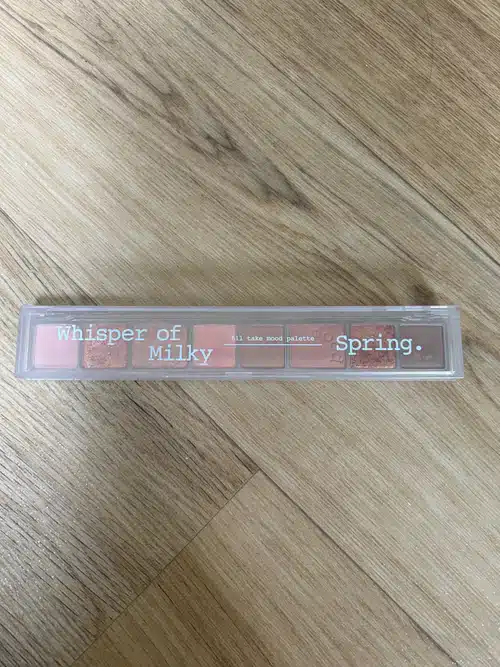 Whisper of
Milky
fil take mood palette
Spring.